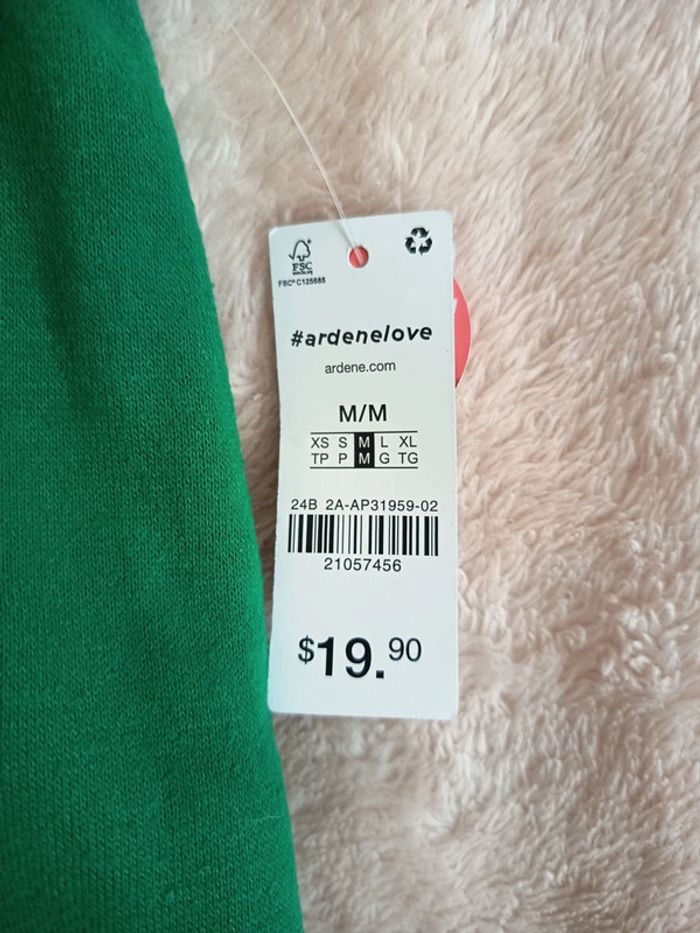 FSC
FSC® C125685
#ardenelove
ardene.com
M/M
XS S M L XL
TP P M G TG
24B 2A-AP31959-02
21057456
$19.90